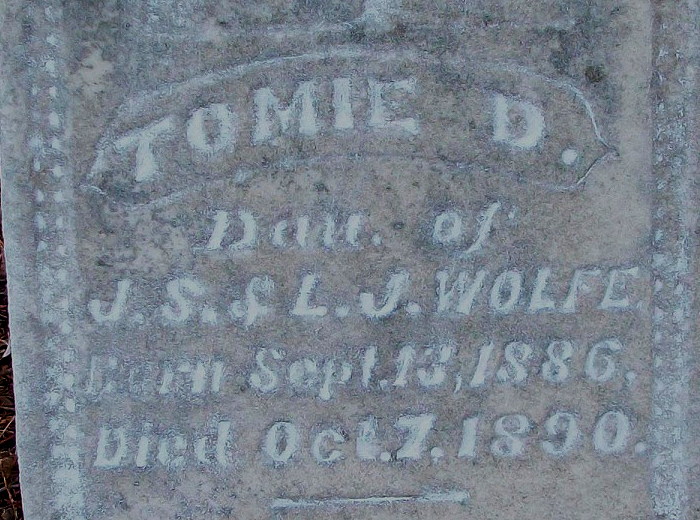 TOMIE D.
Dau. of
J. S. & L. J. WOLFE.
Born Sept. 13, 1886.
Died Oct. 7. 1890.